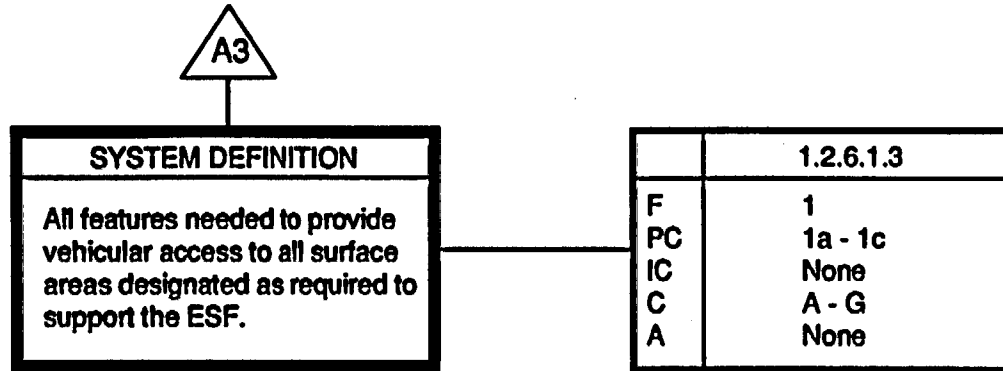 A3
SYSTEM DEFINITION
All features needed to provide
vehicular access to all surface
areas designated as required to
support the ESF.
1.2.6.1.3
F 1
PC 1a - 1c
IC None
C A - G
A None